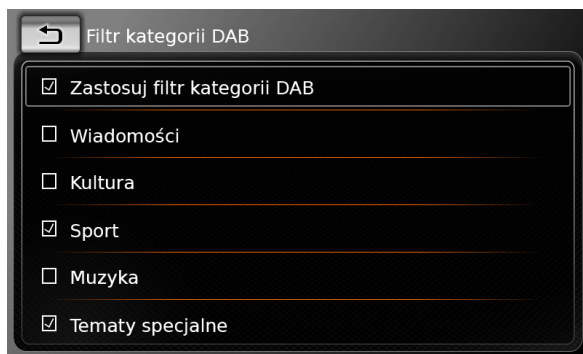 Filtr kategorii DAB
Zastosuj filtr kategorii DAB
Wiadomości
Kultura
Sport
Muzyka
Tematy specjalne